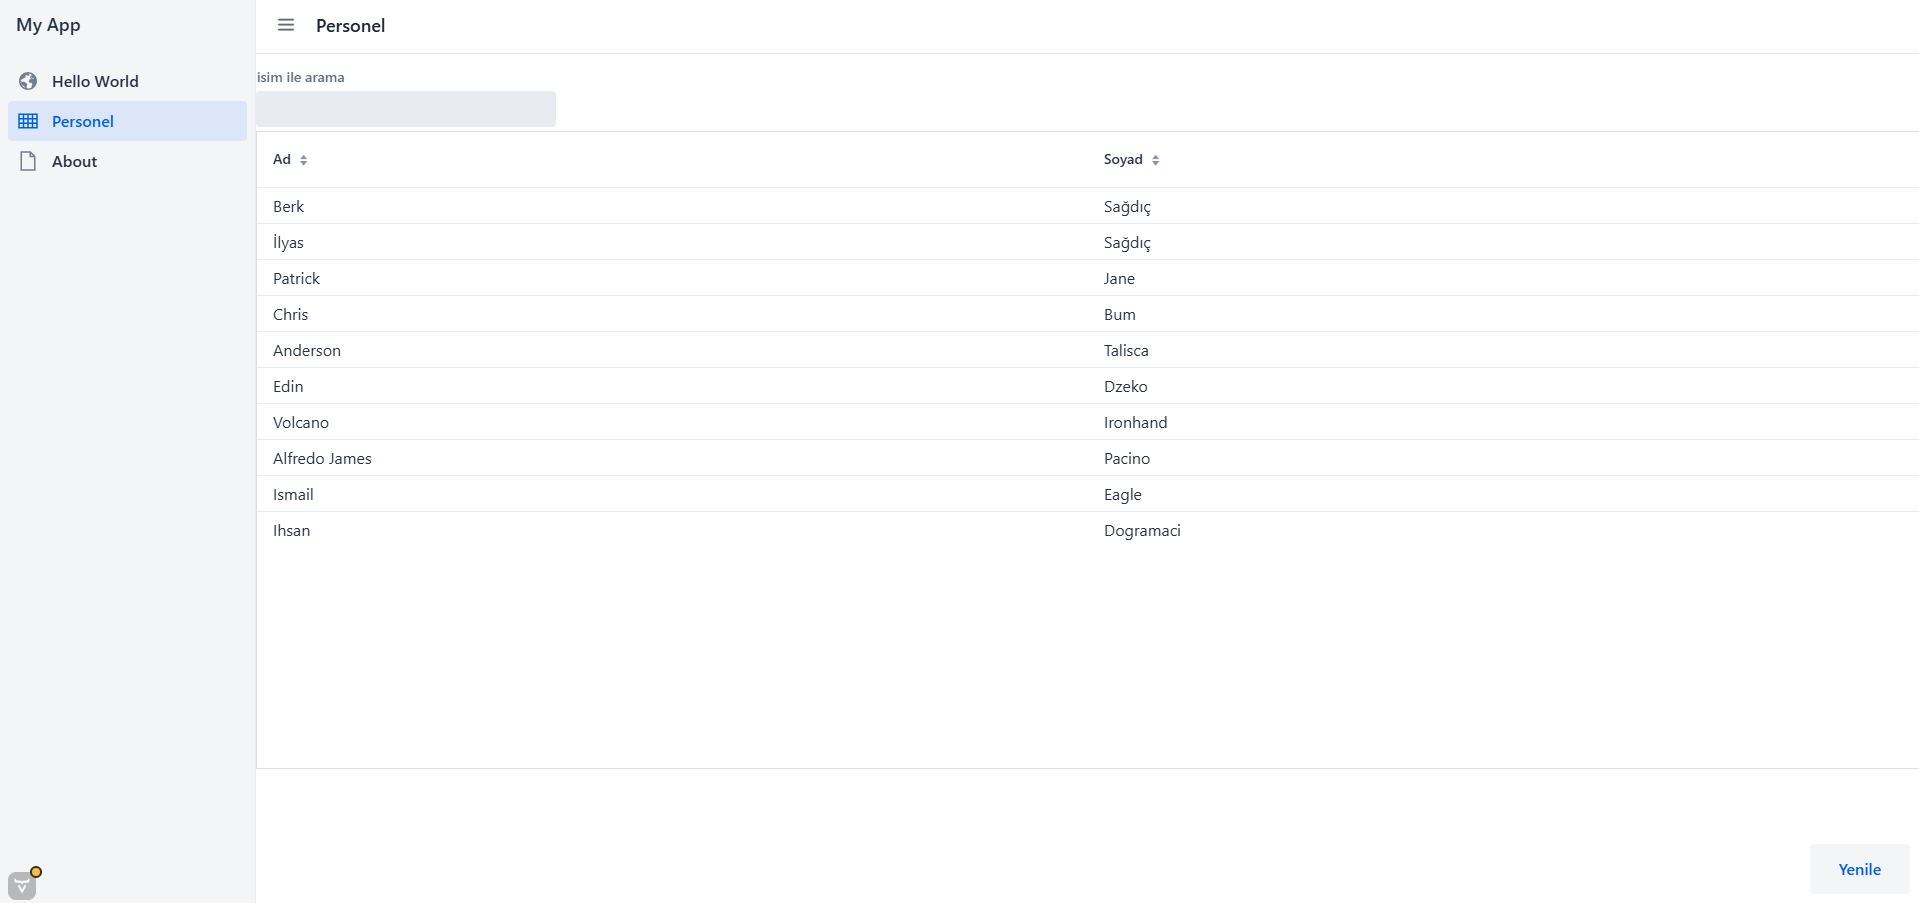 My App
Hello World
Personel
About
Personel
isim ile arama
Ad Soyad
Berk Sağdıç
İlyas Sağdıç
Patrick Jane
Chris Bum
Anderson Talisca
Edin Dzeko
Volcano Ironhand
Alfredo James Pacino
Ismail Eagle
Ihsan Dogramaci
Yenile